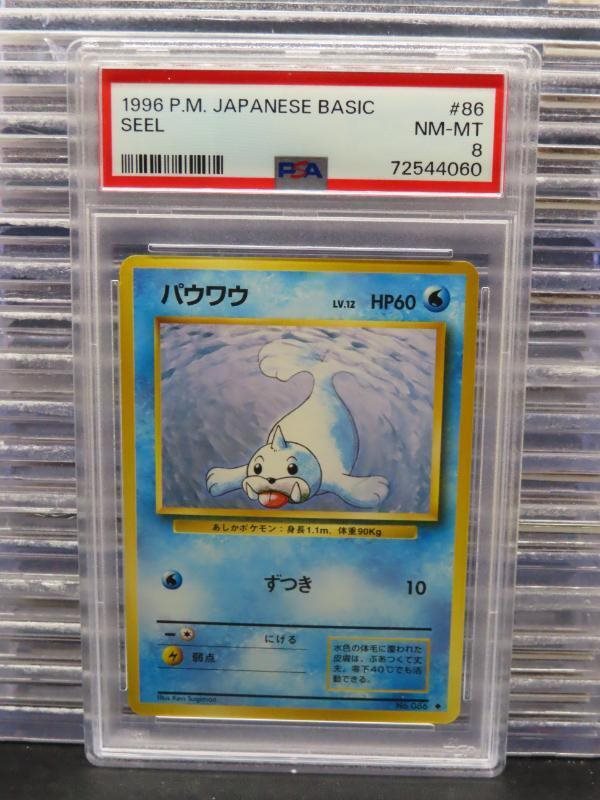 1996 P.M. JAPANESE BASIC #86
SEEL NM-MT
8
PSA 72544060
パウワウ LV.12 HP60
あしかポケモン：身長1.1m、体重90Kg
ずつき 10
ー にげる
弱点
水色の体毛に覆われた
皮膚は、ぶあつくて丈
夫。零下40℃でも活
動できる。
Illus. Ken Sugimori No.086